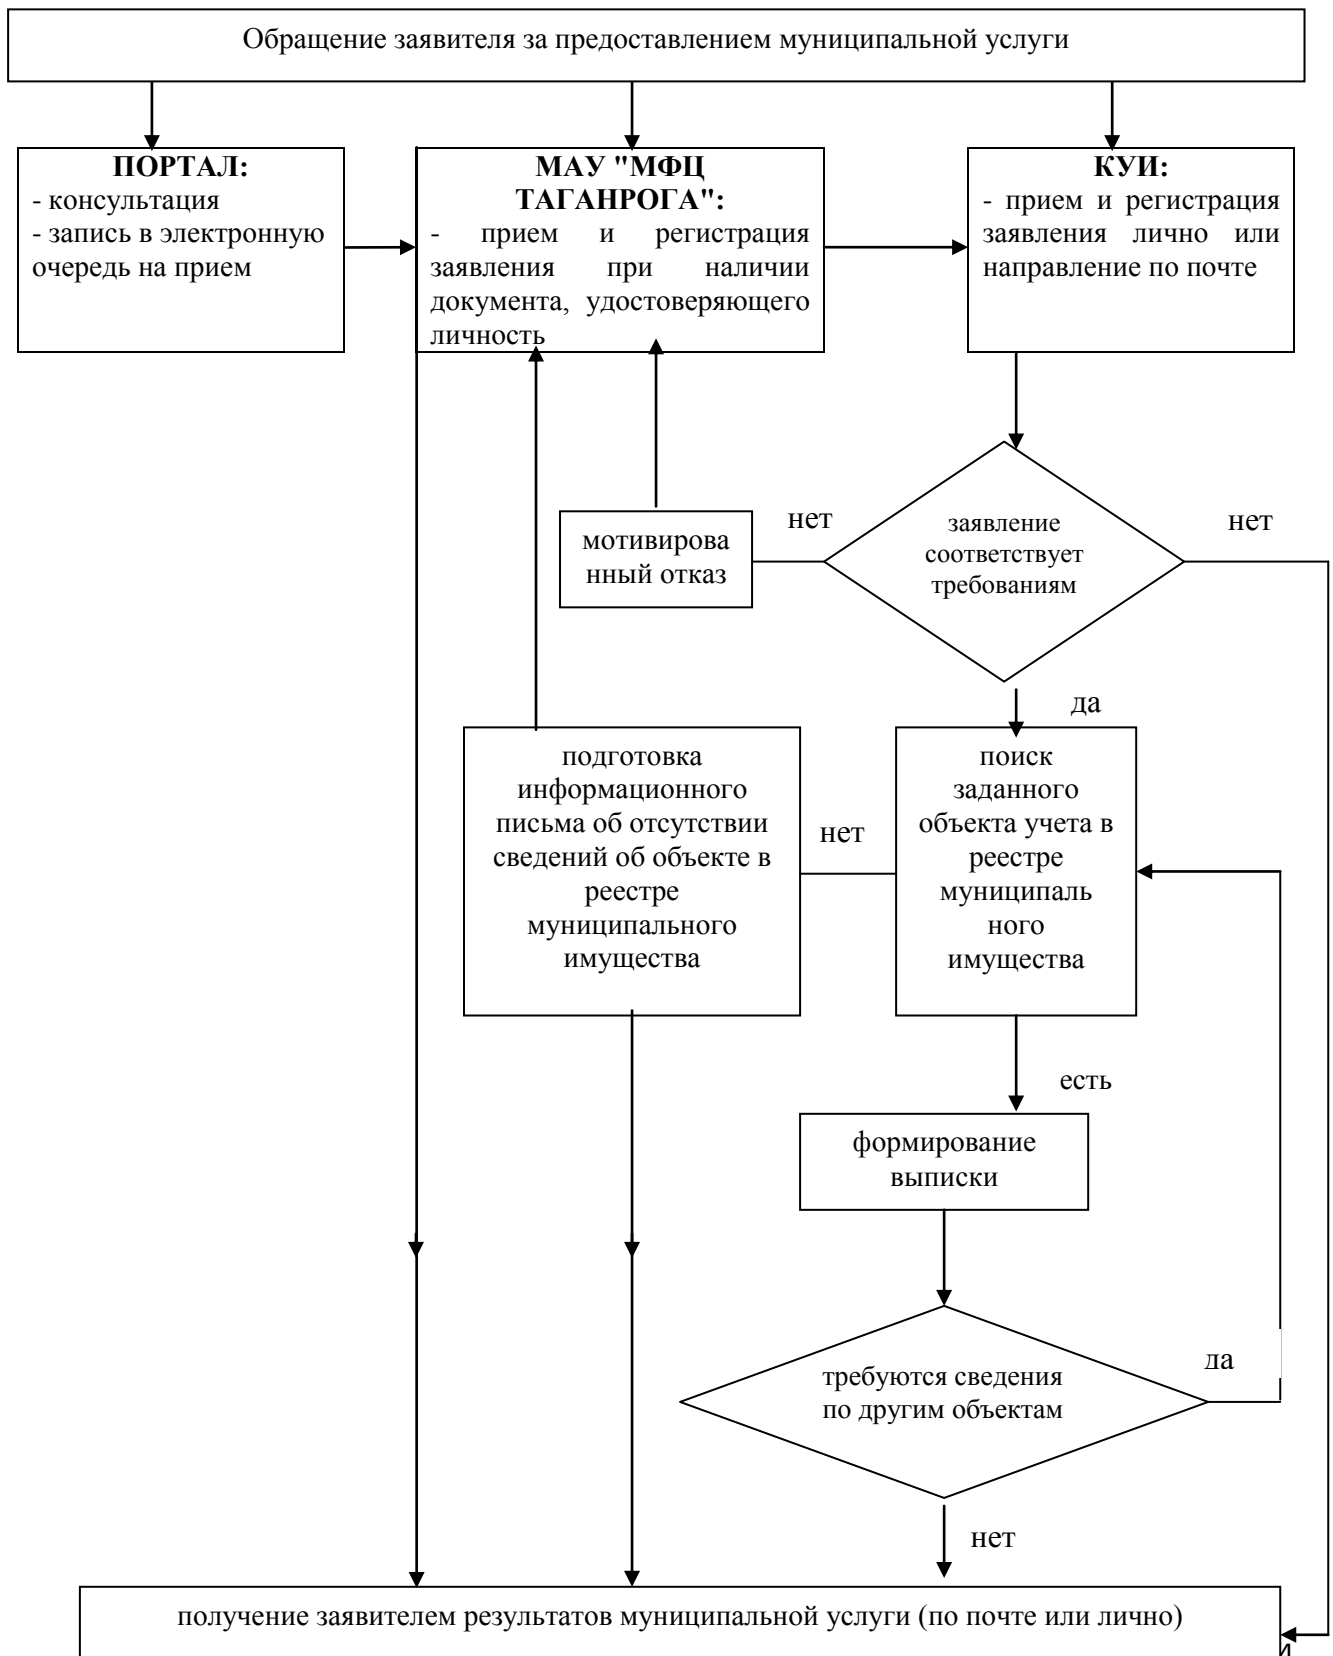 Обращение заявителя за предоставлением муниципальной услуги
ПОРТАЛ:
- консультация
- запись в электронную
очередь на прием
МАУ "МФЦ
ТАГАНРОГА":
- прием и регистрация
заявления при наличии
документа, удостоверяющего
личность
КУИ:
- прием и регистрация
заявления лично или
направление по почте
нет
заявление
соответствует
требованиям
нет
мотивирова
нный отказ
да
подготовка
информационного
письма об отсутствии
сведений об объекте в
реестре
муниципального
имущества
нет
поиск
заданного
объекта учета в
реестре
муниципаль
ного
имущества
есть
формирование
выписки
требуются сведения
по другим объектам
да
нет
получение заявителем результатов муниципальной услуги (по почте или лично)